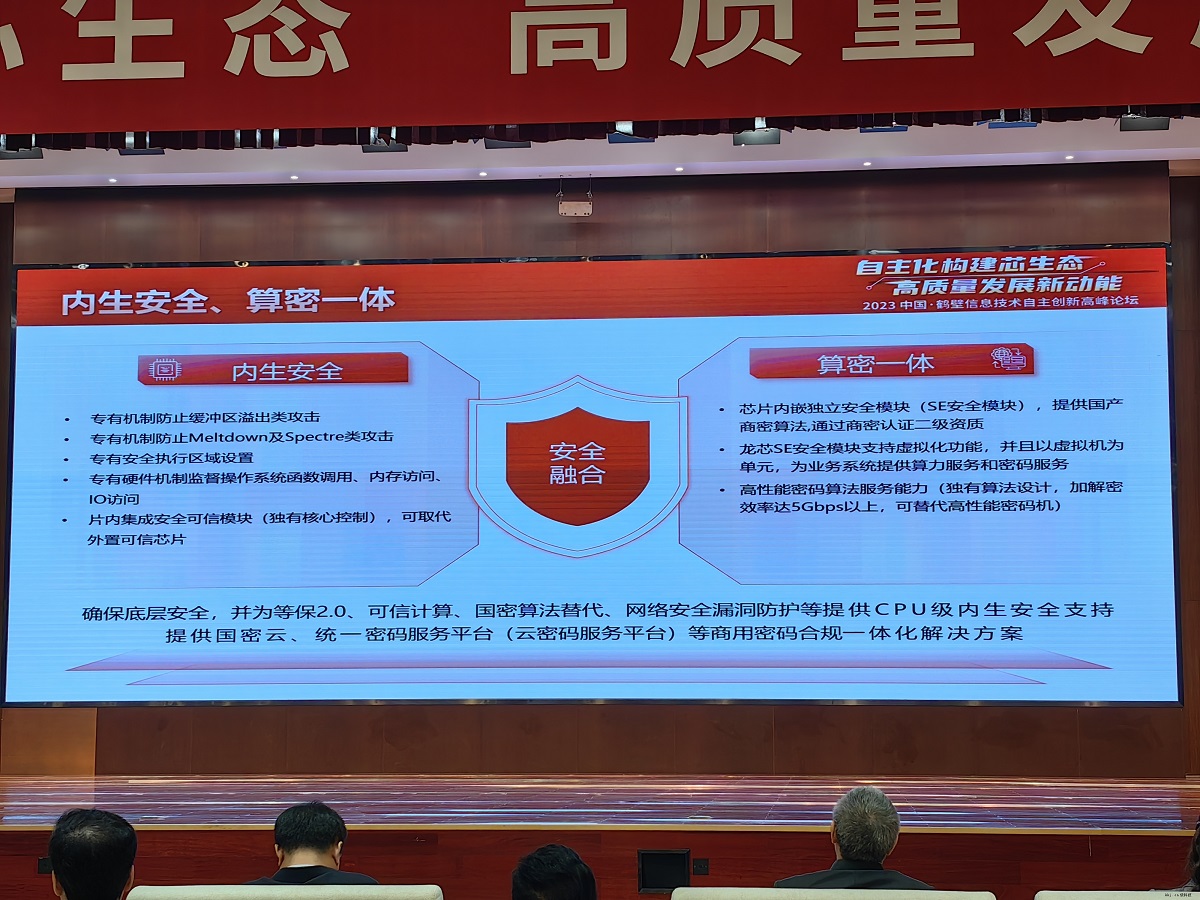 生态 高质量发
自主化构建芯生态
高质量发展新动能
2023 中国·鹤壁信息技术自主创新高峰论坛
内生安全、算密一体
内生安全
• 专有机制防止缓冲区溢出类攻击
• 专有机制防止Meltdown及Spectre类攻击
• 专有安全执行区域设置
• 专有硬件机制监督操作系统函数调用、内存访问、
IO访问
• 片内集成安全可信模块（独有核心控制），可取代
外置可信芯片
安全
融合
算密一体
• 芯片内嵌独立安全模块（SE安全模块），提供国产
商密算法,通过商密认证二级资质
• 龙芯SE安全模块支持虚拟化功能，并且以虚拟机为
单元，为业务系统提供算力服务和密码服务
• 高性能密码算法服务能力（独有算法设计，加解密
效率达5Gbps以上，可替代高性能密码机）
确保底层安全，并为等保2.0、可信计算、国密算法替代、网络安全漏洞防护等提供CPU级内生安全支持
提供国密云、统一密码服务平台（云密码服务平台）等商用密码合规一体化解决方案